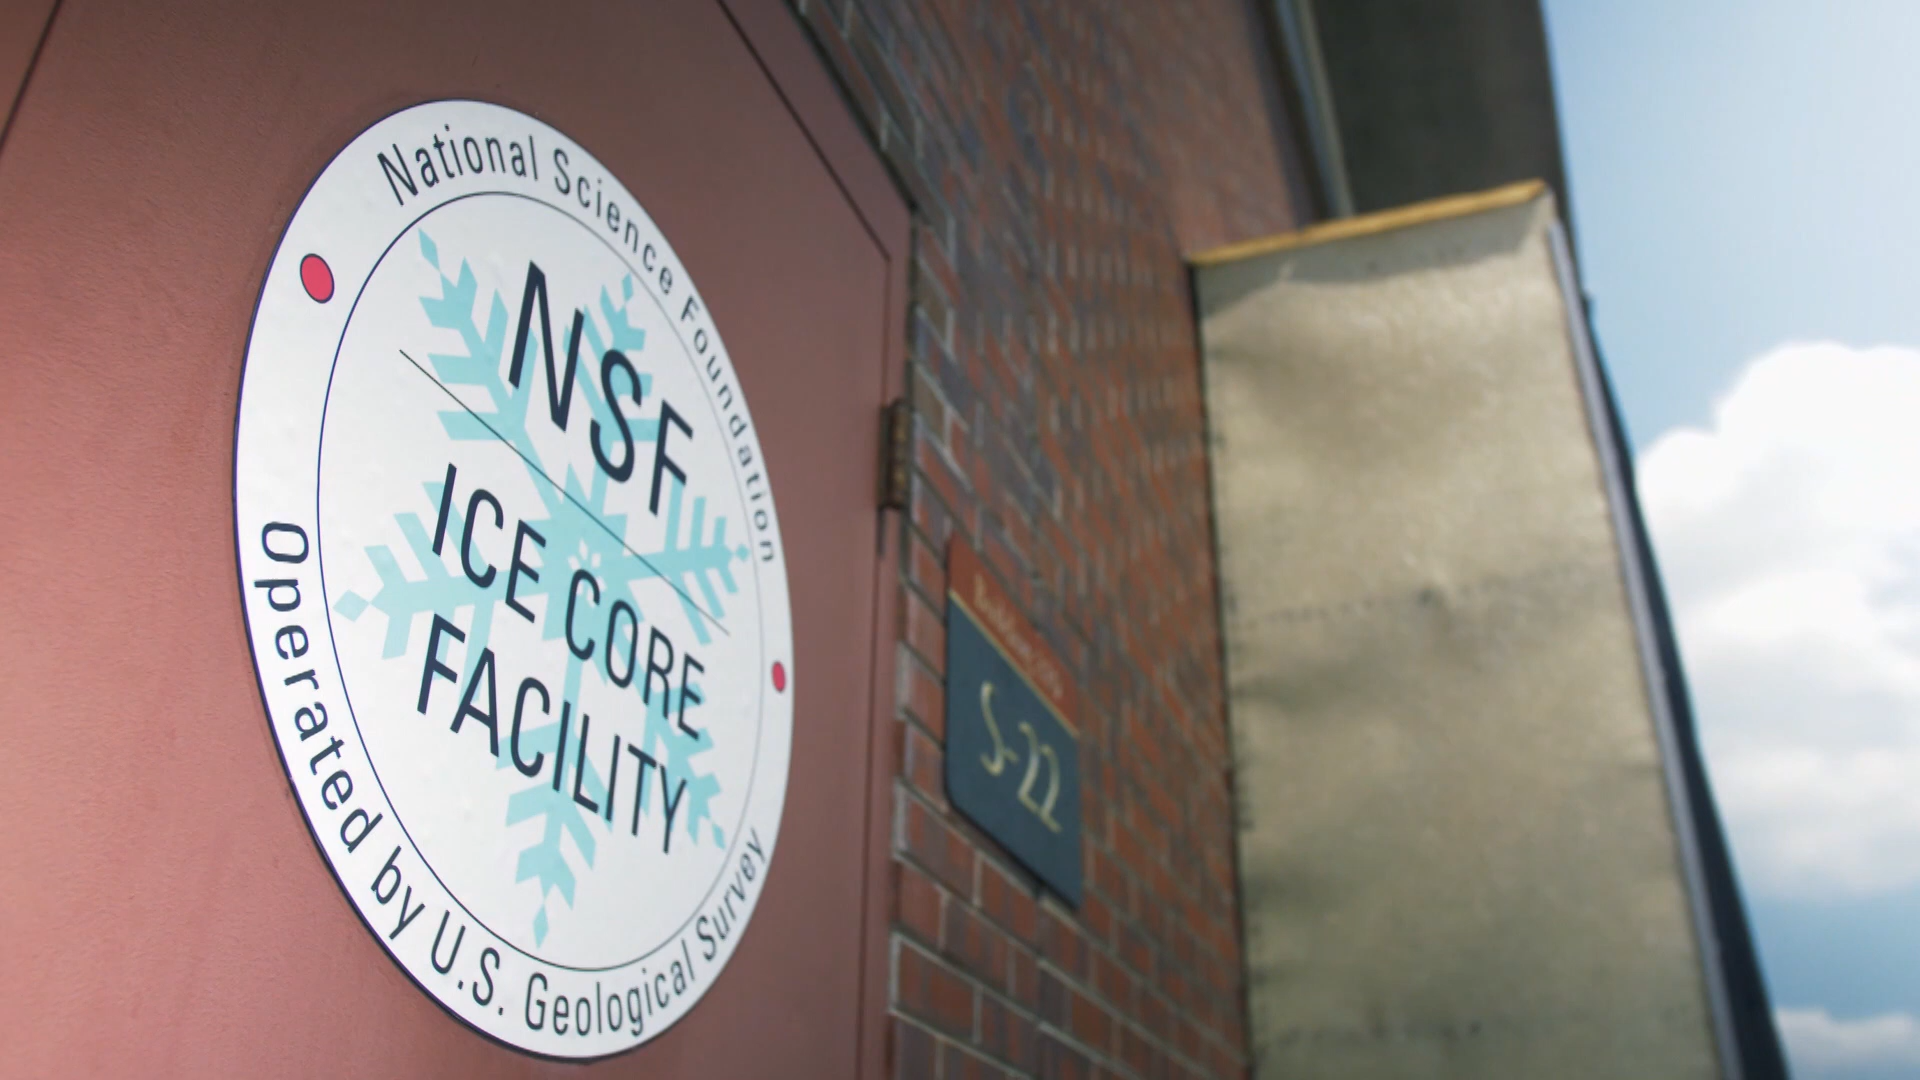 National Science Foundation
NSF
ICE CORE
FACILITY
Operated by U.S. Geological Survey
S-22